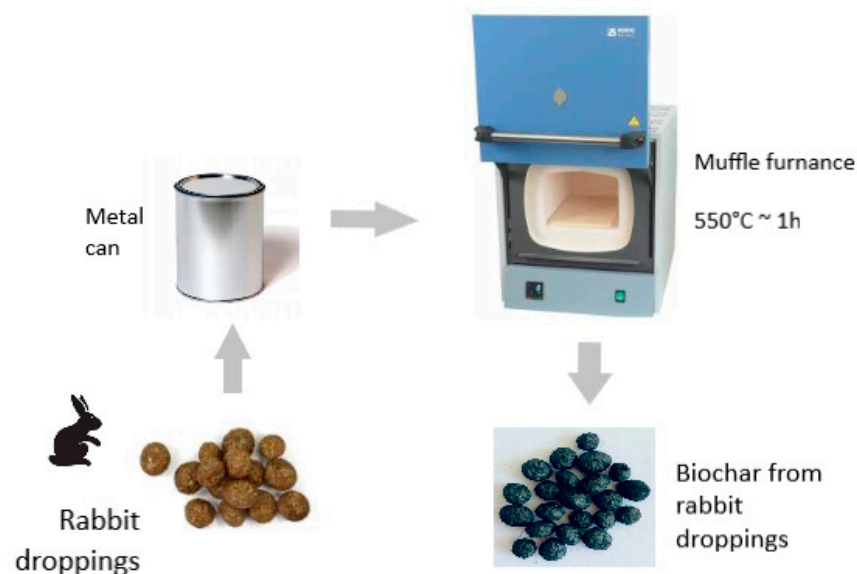 Metal
can
Muffle furnance
550°C ~ 1h
Rabbit
droppings
Biochar from
rabbit
droppings